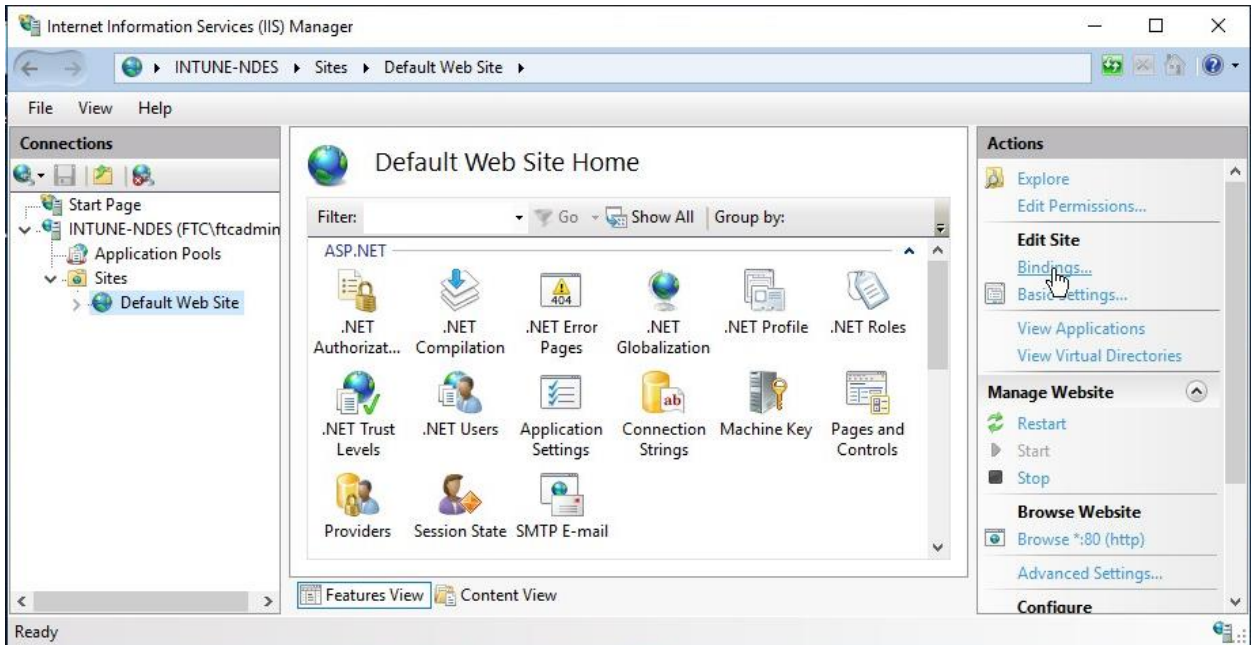 Internet Information Services (IIS) Manager
INTUNE-NDES Sites Default Web Site
File View Help
Connections
Start Page
INTUNE-NDES (FTC\ftcadmin
Application Pools
Sites
Default Web Site
Default Web Site Home
Filter: Go Show All Group by:
ASP.NET
.NET Authorizat...
.NET Compilation
404
.NET Error Pages
.NET Globalization
.NET Profile
.NET Roles
.NET Trust Levels
.NET Users
Application Settings
ab
Connection Strings
Machine Key
Pages and Controls
Providers
Session State
SMTP E-mail
Features View Content View
Actions
Explore
Edit Permissions...
Edit Site
Bindings...
Basic Settings...
View Applications
View Virtual Directories
Manage Website
Restart
Start
Stop
Browse Website
Browse *:80 (http)
Advanced Settings...
Configure
Ready